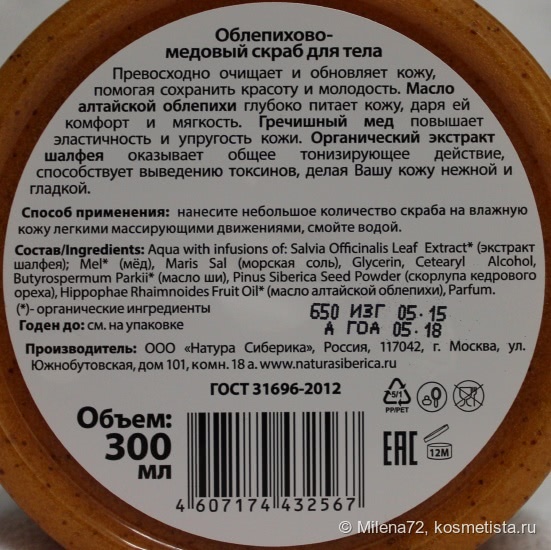 Облепихово-
медовый скраб для тела
Превосходно очищает и обновляет кожу,
помогая сохранить красоту и молодость. Масло
алтайской облепихи глубоко питает кожу, даря ей
комфорт и мягкость. Гречишный мед повышает
эластичность и упругость кожи. Органический экстракт
шалфея оказывает общее тонизирующее действие,
способствует выведению токсинов, делая Вашу кожу нежной и
гладкой.
Способ применения: нанесите небольшое количество скраба на влажную
кожу легкими массирующими движениями, смойте водой.
Состав/Ingredients: Aqua with infusions of: Salvia Officinalis Leaf Extract* (экстракт
шалфея); Mel* (мёд), Maris Sal (морская соль), Glycerin, Cetearyl Alcohol,
Butyrospermum Parkii* (масло ши), Pinus Siberica Seed Powder (скорлупа кедрового
ореха), Hippophae Rhaimnoides Fruit Oil* (масло алтайской облепихи), Parfum.
(*)- органические ингредиенты
Годен до: см. на упаковке
650 ИЗГ 05·15
А ГОД 05·18
Производитель: ООО «Натура Сиберика», Россия, 117042, г. Москва, ул.
Южнобутовская, дом 101, комн. 18 а. www.naturasiberica.ru
ГОСТ 31696-2012
Объем:
300
мл
5/1
PP/PET
EAC
12M
4 607174 432567
© Milena72, kosmetista.ru